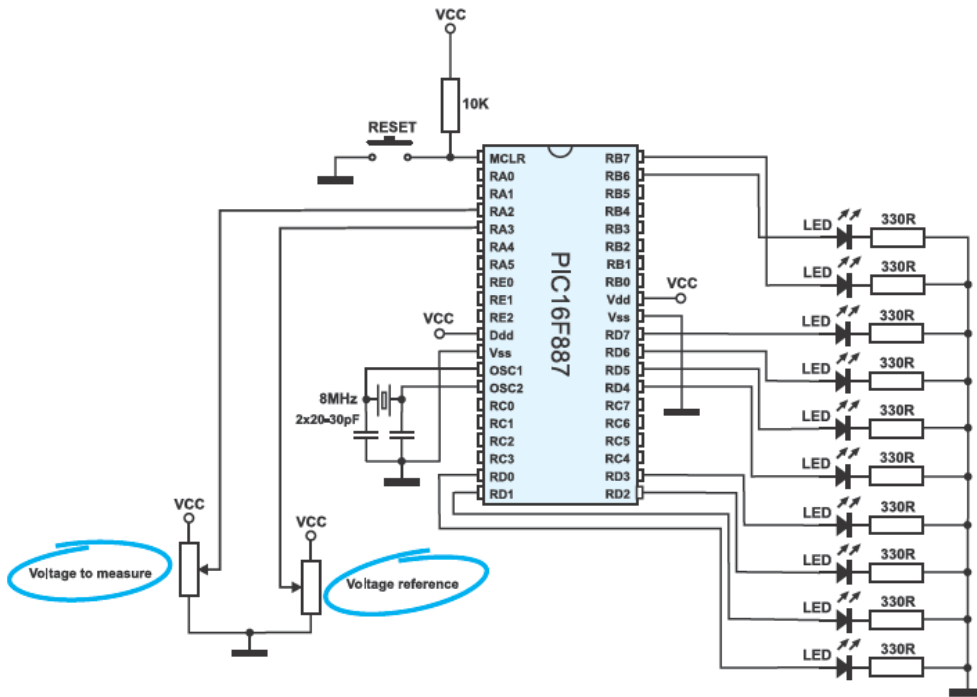 VCC
10K
RESET
MCLR
RA0
RA1
RA2
RA3
RA4
RA5
RE0
RE1
RE2
Ddd
Vss
OSC1
OSC2
RC0
RC1
RC2
RC3
RD0
RD1
PIC16F887
RB7
RB6
RB5
RB4
RB3
RB2
RB1
RB0
Vdd
Vss
RD7
RD6
RD5
RD4
RC7
RC6
RC5
RC4
RD3
RD2
VCC
VCC
8MHz
2x20-30pF
VCC
Voltage to measure
VCC
Voltage reference
LED 330R
LED 330R
LED 330R
LED 330R
LED 330R
LED 330R
LED 330R
LED 330R
LED 330R
LED 330R